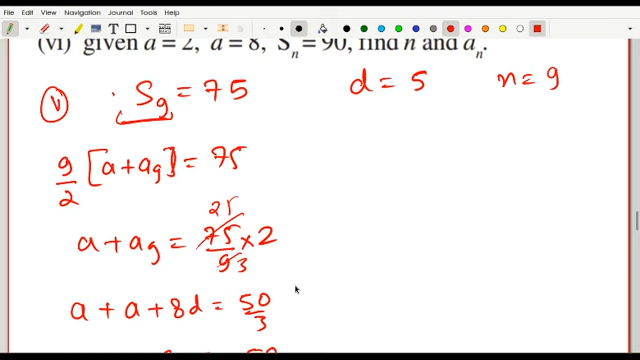 File Edit View Navigation Journal Tools Help
(vi) given a = 2, d = 8, Sₙ = 90, find n and aₙ.
(v) S₉ = 75 d = 5 n = 9
9/2 [a + a₉] = 75
a + a₉ = 75/9 × 2 25 3
a + a + 8d = 50/3